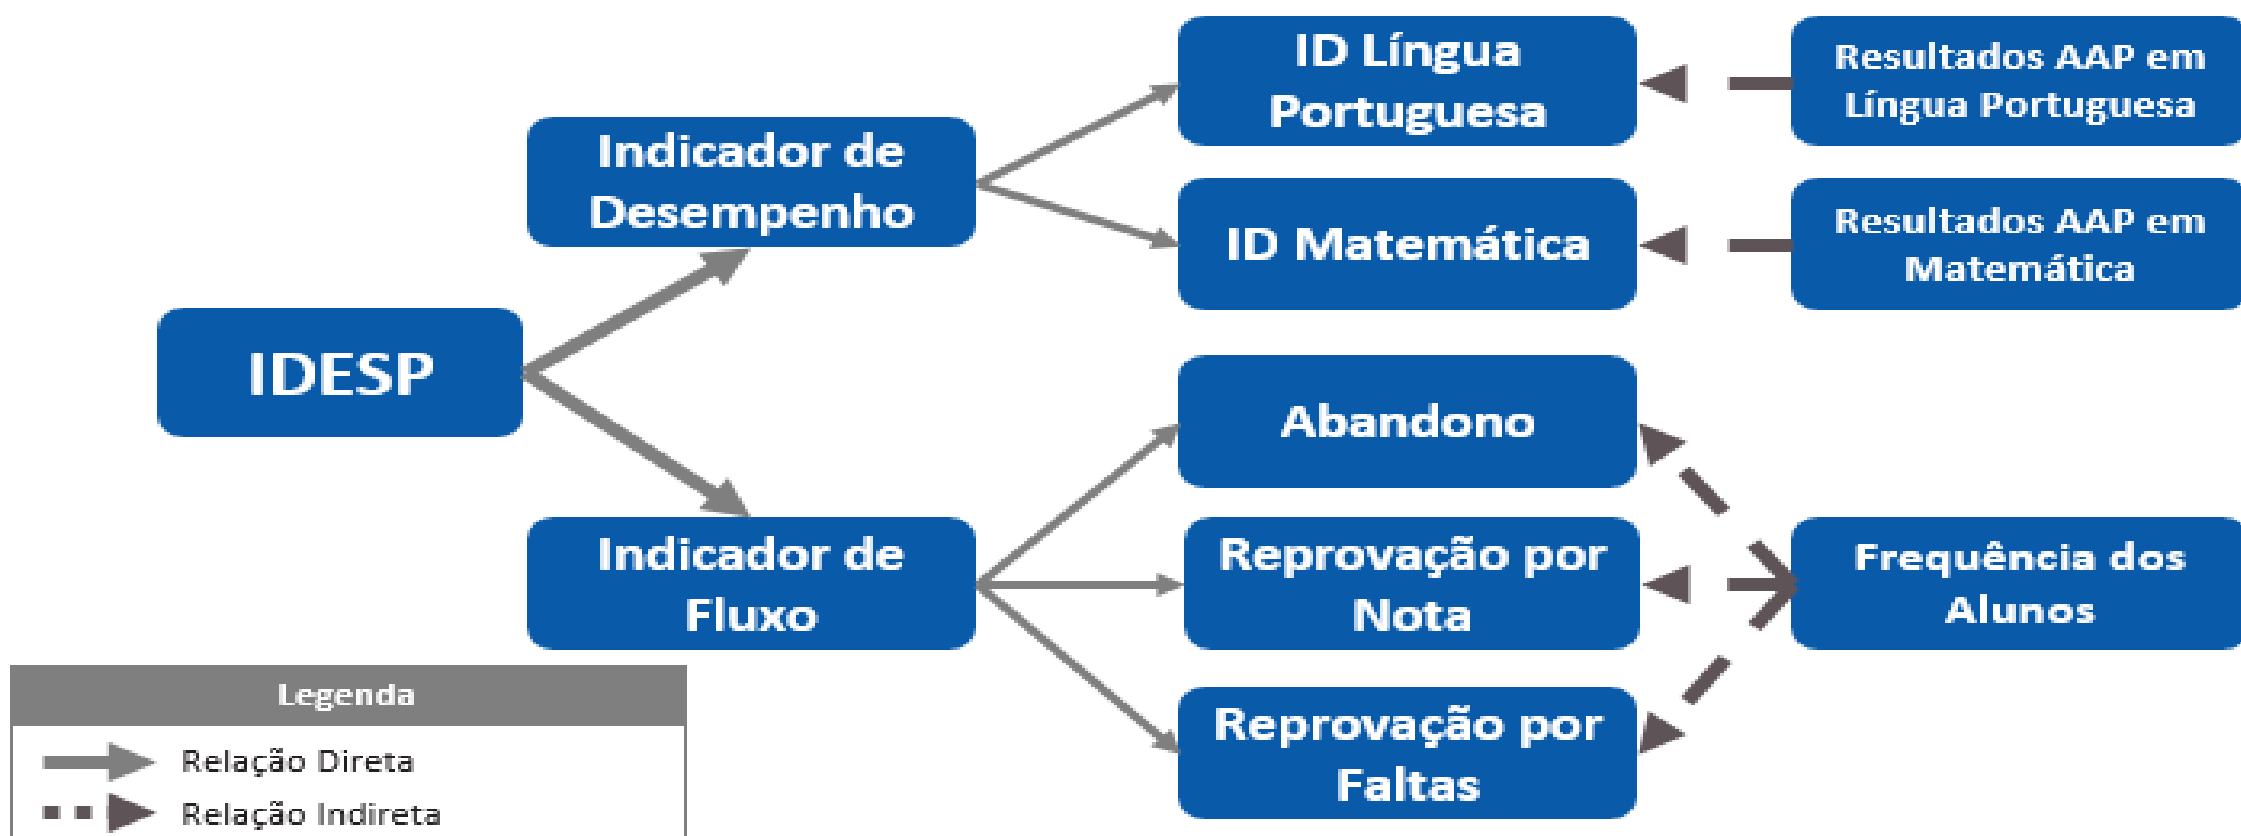 IDESP
Indicador de
Desempenho
ID Língua
Portuguesa
Resultados AAP em
Língua Portuguesa
ID Matemática
Resultados AAP em
Matemática
Indicador de
Fluxo
Abandono
Reprovação por
Nota
Reprovação por
Faltas
Frequência dos
Alunos
Legenda
Relação Direta
Relação Indireta